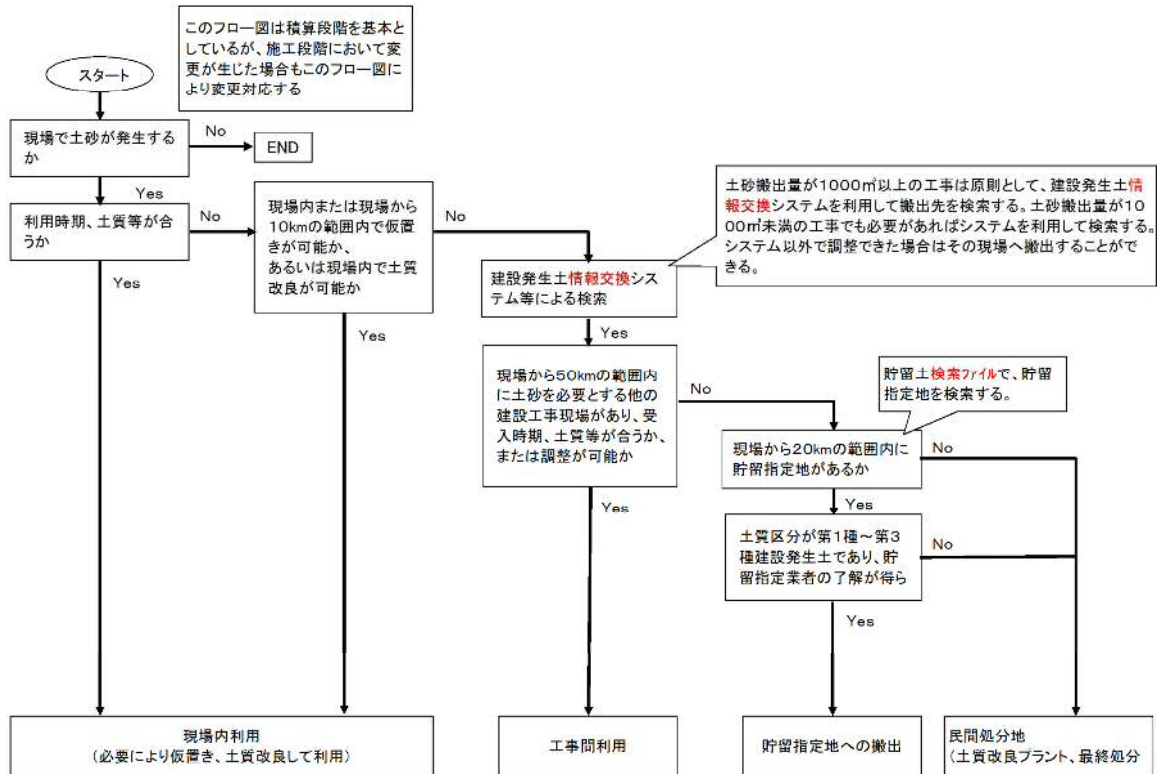 このフロー図は積算段階を基本と
しているが、施工段階において変
更が生じた場合もこのフロー図に
より変更対応する
スタート
現場で土砂が発生する
か
No
END
Yes
利用時期、土質等が合
うか
No
現場内または現場から
10kmの範囲内で仮置
きが可能か、
あるいは現場内で土質
改良が可能か
No
土砂搬出量が1000㎥以上の工事は原則として、建設発生土情
報交換システムを利用して搬出先を検索する。土砂搬出量が10
00㎥未満の工事でも必要があればシステムを利用して検索する。
システム以外で調整できた場合はその現場へ搬出することがで
きる。
建設発生土情報交換シス
テム等による検索
Yes
Yes
Yes
現場から50kmの範囲内
に土砂を必要とする他の
建設工事現場があり、受
入時期、土質等が合うか、
または調整が可能か
No
貯留土検索ファイルで、貯留
指定地を検索する。
現場から20kmの範囲内に
貯留指定地があるか
No
Yes
Yes
土質区分が第1種～第3
種建設発生土であり、貯
留指定業者の了解が得ら
No
Yes
現場内利用
(必要により仮置き、土質改良して利用)
工事間利用
貯留指定地への搬出
民間処分地
(土質改良プラント、最終処分